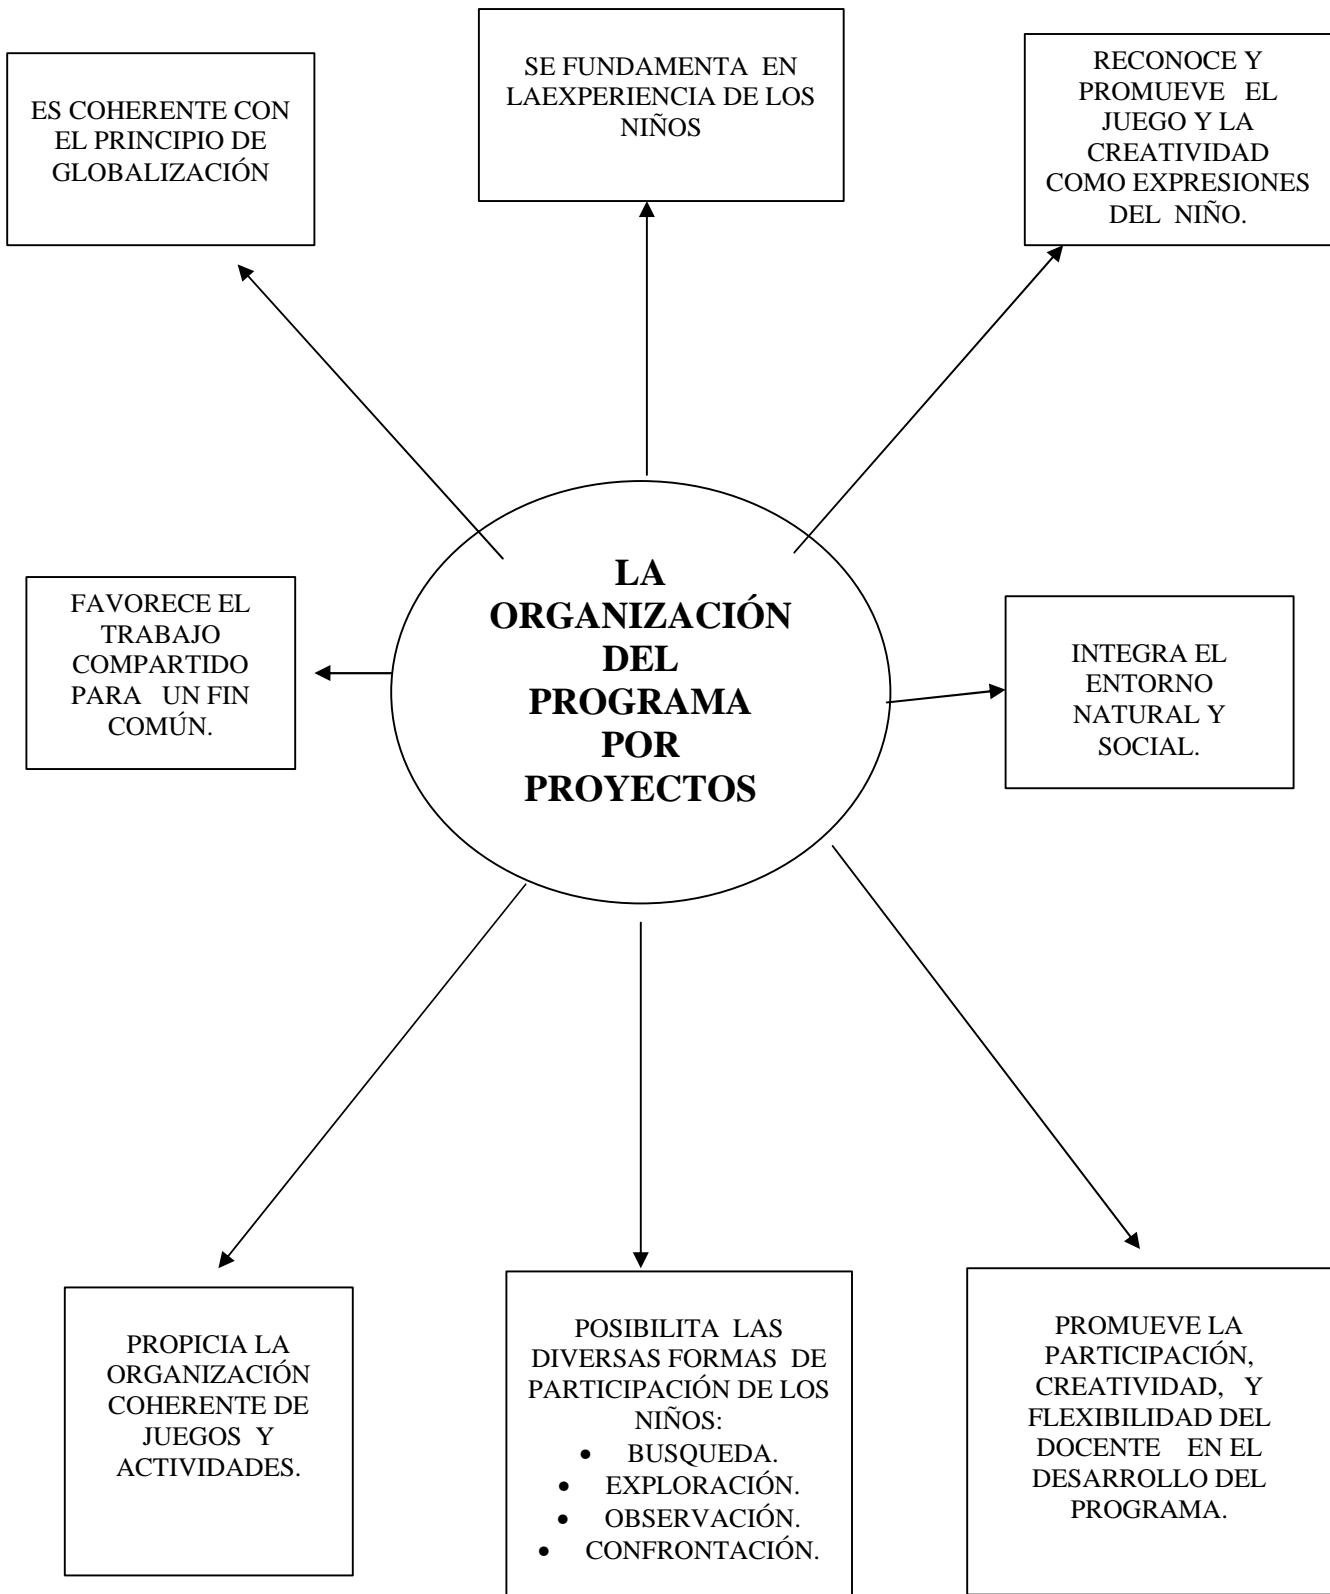 ES COHERENTE CON
EL PRINCIPIO DE
GLOBALIZACIÓN
SE FUNDAMENTA EN
LAEXPERIENCIA DE LOS
NIÑOS
RECONOCE Y
PROMUEVE EL
JUEGO Y LA
CREATIVIDAD
COMO EXPRESIONES
DEL NIÑO.
FAVORECE EL
TRABAJO
COMPARTIDO
PARA UN FIN
COMÚN.
LA
ORGANIZACIÓN
DEL
PROGRAMA
POR
PROYECTOS
INTEGRA EL
ENTORNO
NATURAL Y
SOCIAL.
PROPICIA LA
ORGANIZACIÓN
COHERENTE DE
JUEGOS Y
ACTIVIDADES.
POSIBILITA LAS
DIVERSAS FORMAS DE
PARTICIPACIÓN DE LOS
NIÑOS:
• BUSQUEDA.
• EXPLORACIÓN.
• OBSERVACIÓN.
• CONFRONTACIÓN.
PROMUEVE LA
PARTICIPACIÓN,
CREATIVIDAD, Y
FLEXIBILIDAD DEL
DOCENTE EN EL
DESARROLLO DEL
PROGRAMA.